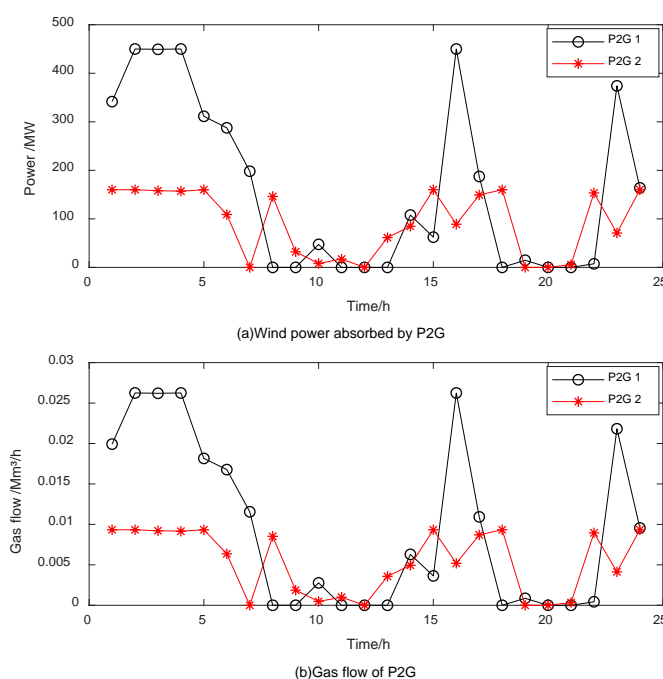 500
450
400
300
200
100
0
Power /MW
P2G 1
P2G 2
0
5
10
15
20
25
Time/h
(a)Wind power absorbed by P2G
0.03
0.025
0.02
0.015
0.01
0.005
0
Gas flow /Mm³/h
P2G 1
P2G 2
0
5
10
15
20
25
Time/h
(b)Gas flow of P2G